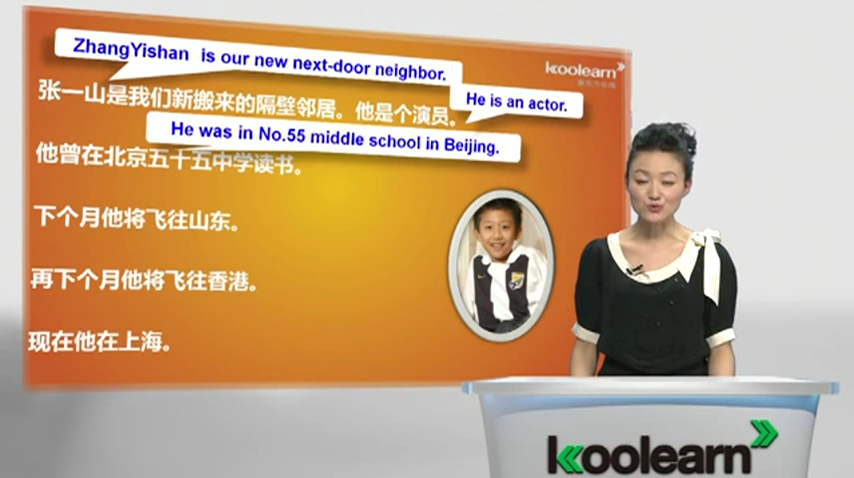 ZhangYishan is our new next-door neighbor.
koolearn
张一山是我们新搬来的隔壁邻居。他是个演员。
He is an actor.
He was in No.55 middle school in Beijing.
他曾在北京五十五中学读书。
下个月他将飞往山东。
再下个月他将飞往香港。
现在他在上海。
koolearn